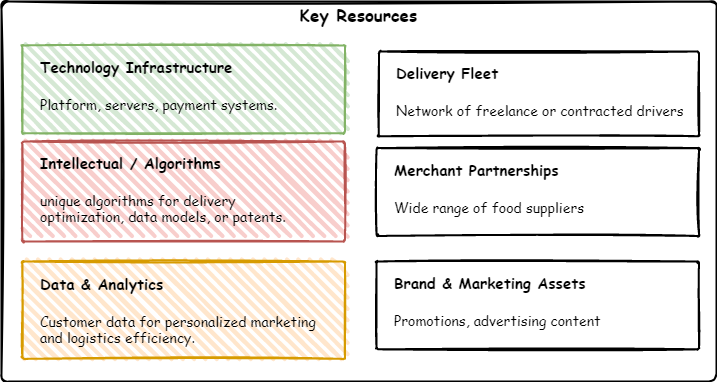 Key Resources
Technology Infrastructure
Platform, servers, payment systems.
Delivery Fleet
Network of freelance or contracted drivers
Intellectual / Algorithms
unique algorithms for delivery
optimization, data models, or patents.
Merchant Partnerships
Wide range of food suppliers
Data & Analytics
Customer data for personalized marketing
and logistics efficiency.
Brand & Marketing Assets
Promotions, advertising content